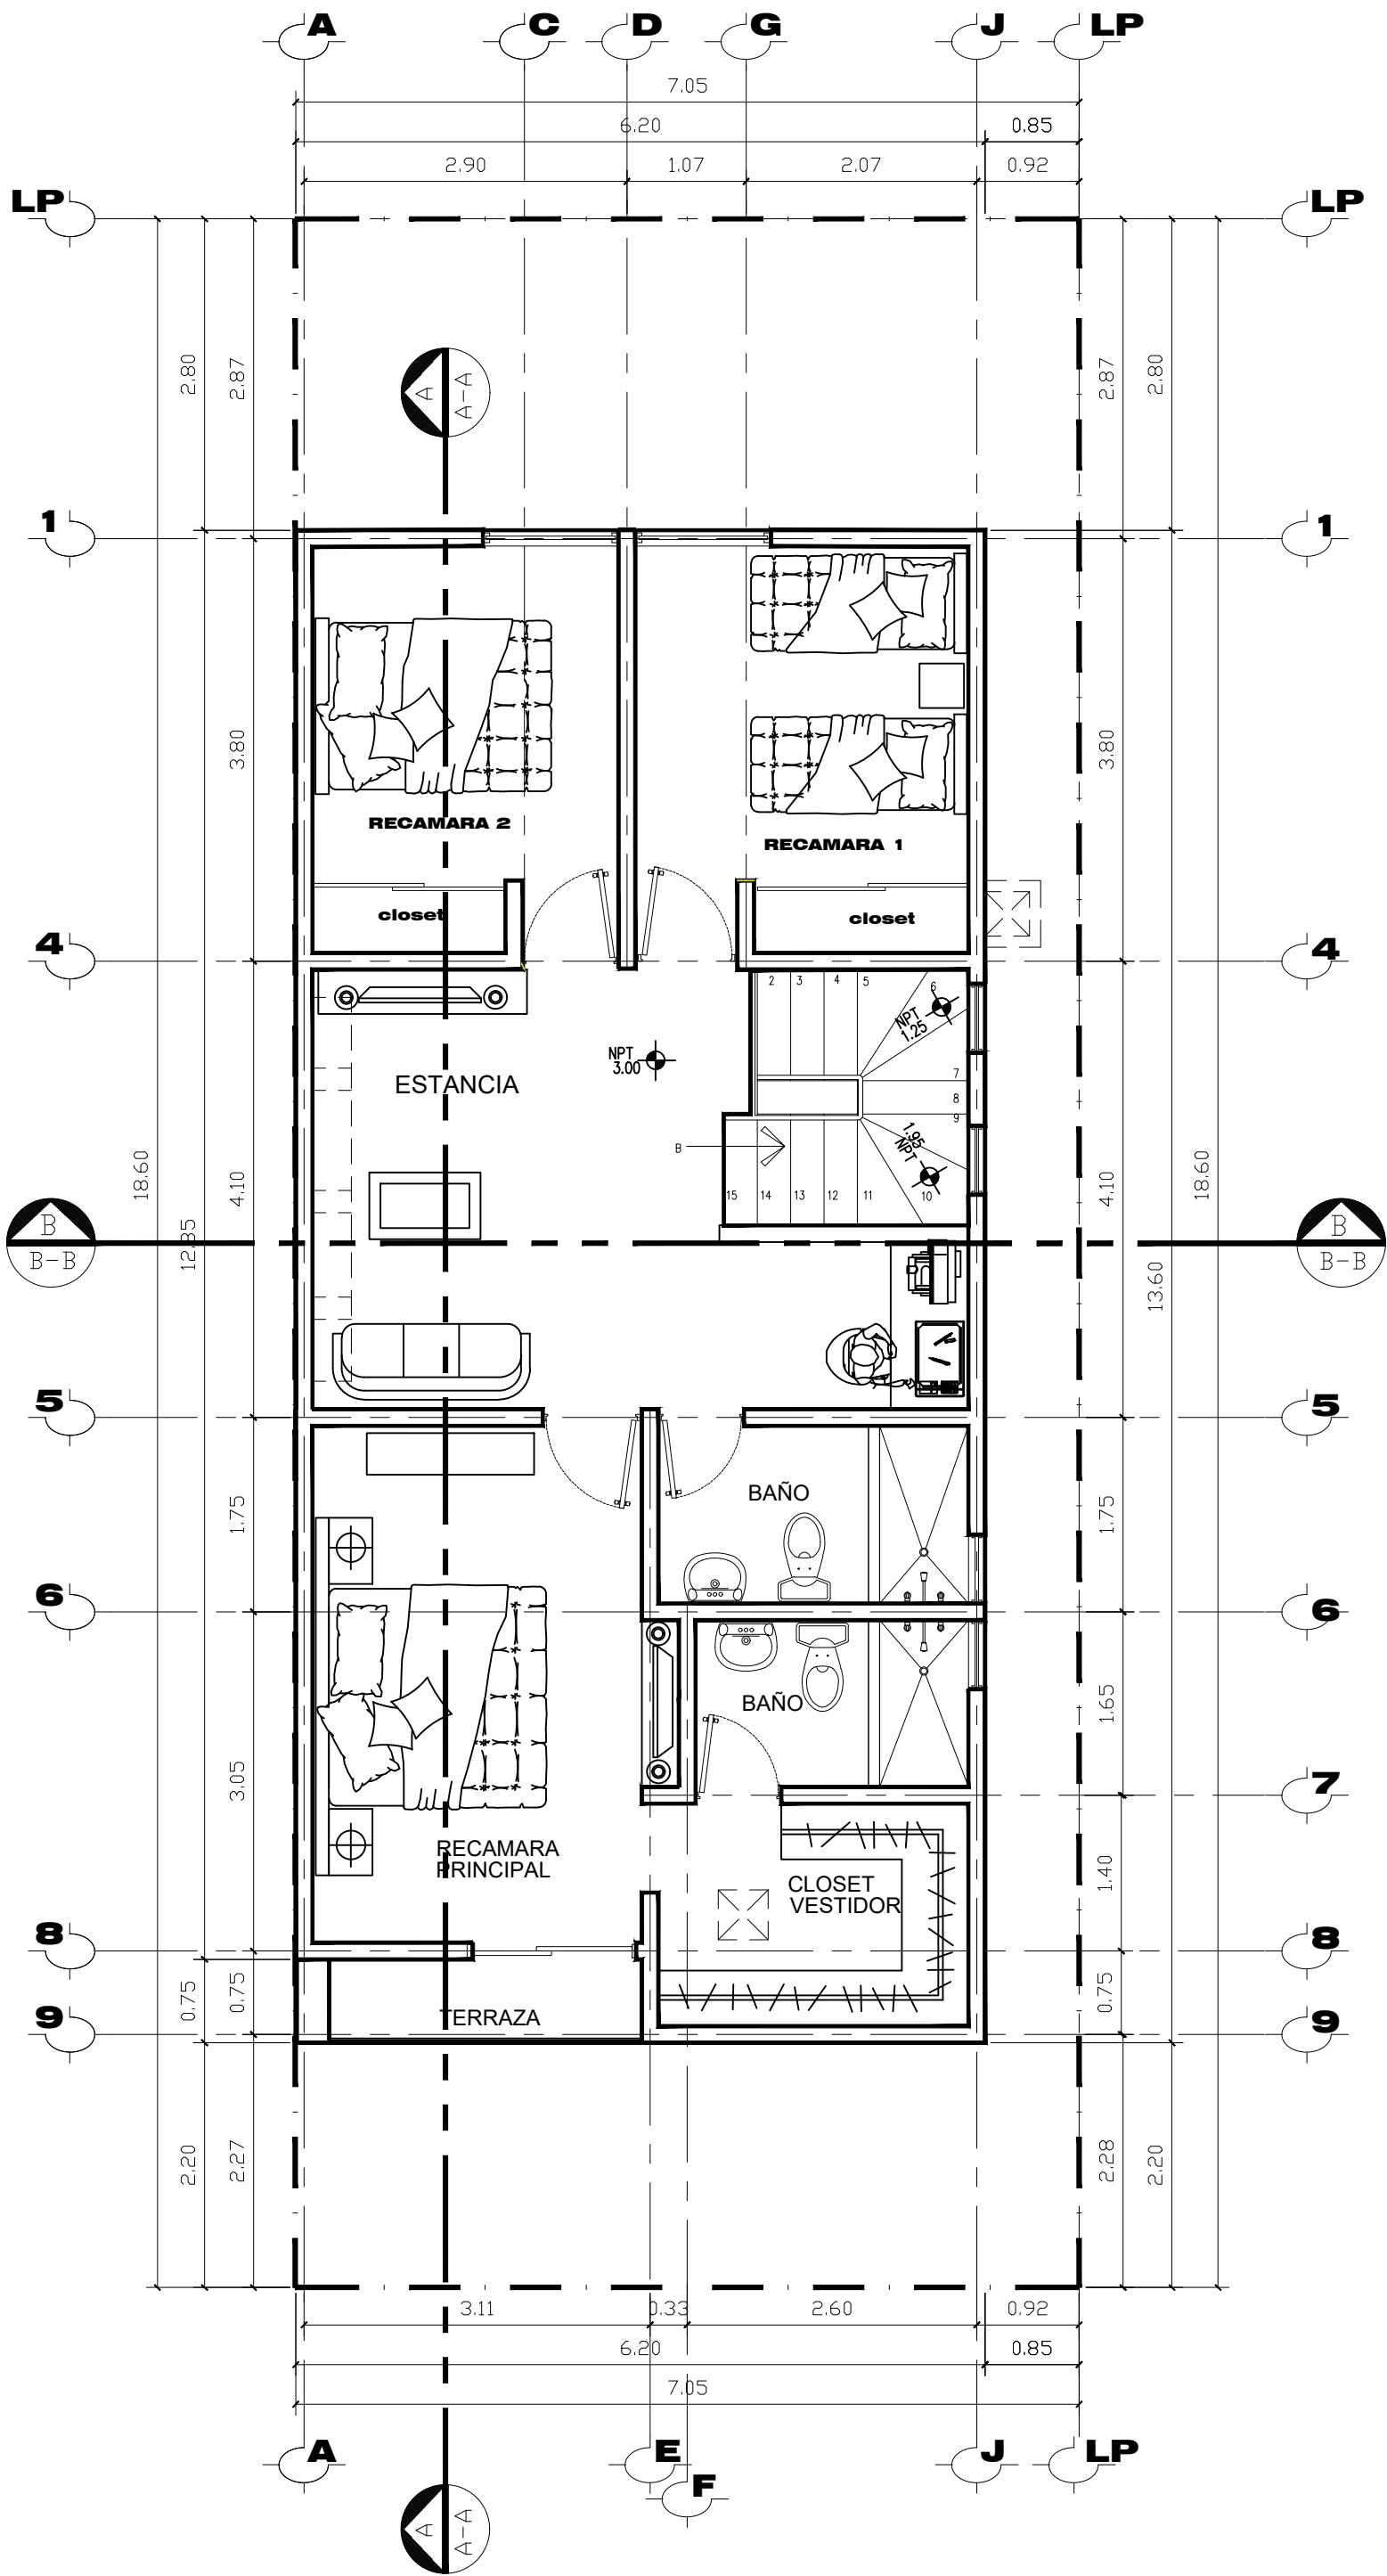 A C D G J LP
7.05
6.20 0.85
2.90 1.07 2.07 0.92
LP LP
2.80 2.87 2.87 2.80
A
A-A
1 1
3.80 3.80
RECAMARA 2
RECAMARA 1
closet closet
4 4
2 3 4 5 6
NPT
1.25
NPT
3.00
ESTANCIA
7
8
9
1.95
NPT
B
15 14 13 12 11 10
18.60 12.85 4.10 4.10 13.60 18.60
B B
B-B B-B
5 5
BAÑO
1.75 1.75
6 6
BAÑO
1.65
3.05
7
RECAMARA
PRINCIPAL
CLOSET
VESTIDOR
1.40
8 8
0.75 0.75 0.75
TERRAZA
9 9
2.20 2.27 2.28 2.20
3.11 0.33 2.60 0.92
6.20 0.85
7.05
A E J LP
F
A
A-A